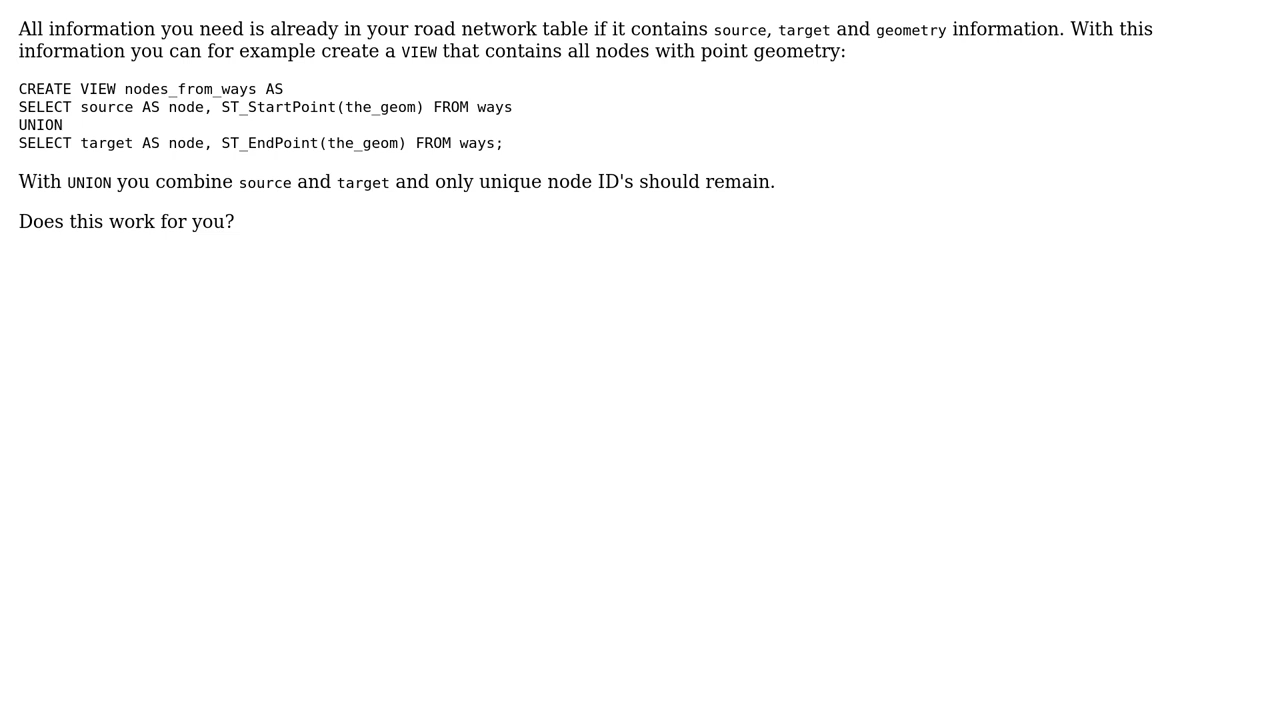 All information you need is already in your road network table if it contains source, target and geometry information. With this
information you can for example create a VIEW that contains all nodes with point geometry:
CREATE VIEW nodes_from_ways AS
SELECT source AS node, ST_StartPoint(the_geom) FROM ways
UNION
SELECT target AS node, ST_EndPoint(the_geom) FROM ways;
With UNION you combine source and target and only unique node ID's should remain.
Does this work for you?